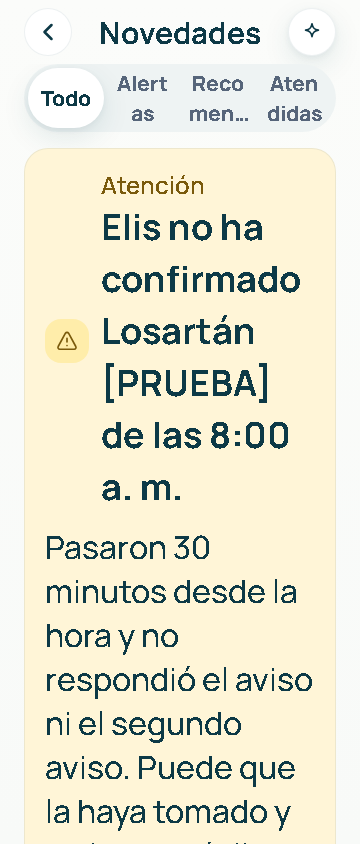 Novedades
Todo
Alert
as
Reco
men...
Aten
didas
Atención
Elis no ha
confirmado
Losartán
[PRUEBA]
de las 8:00
a. m.
Pasaron 30
minutos desde la
hora y no
respondió el aviso
ni el segundo
aviso. Puede que
la haya tomado y